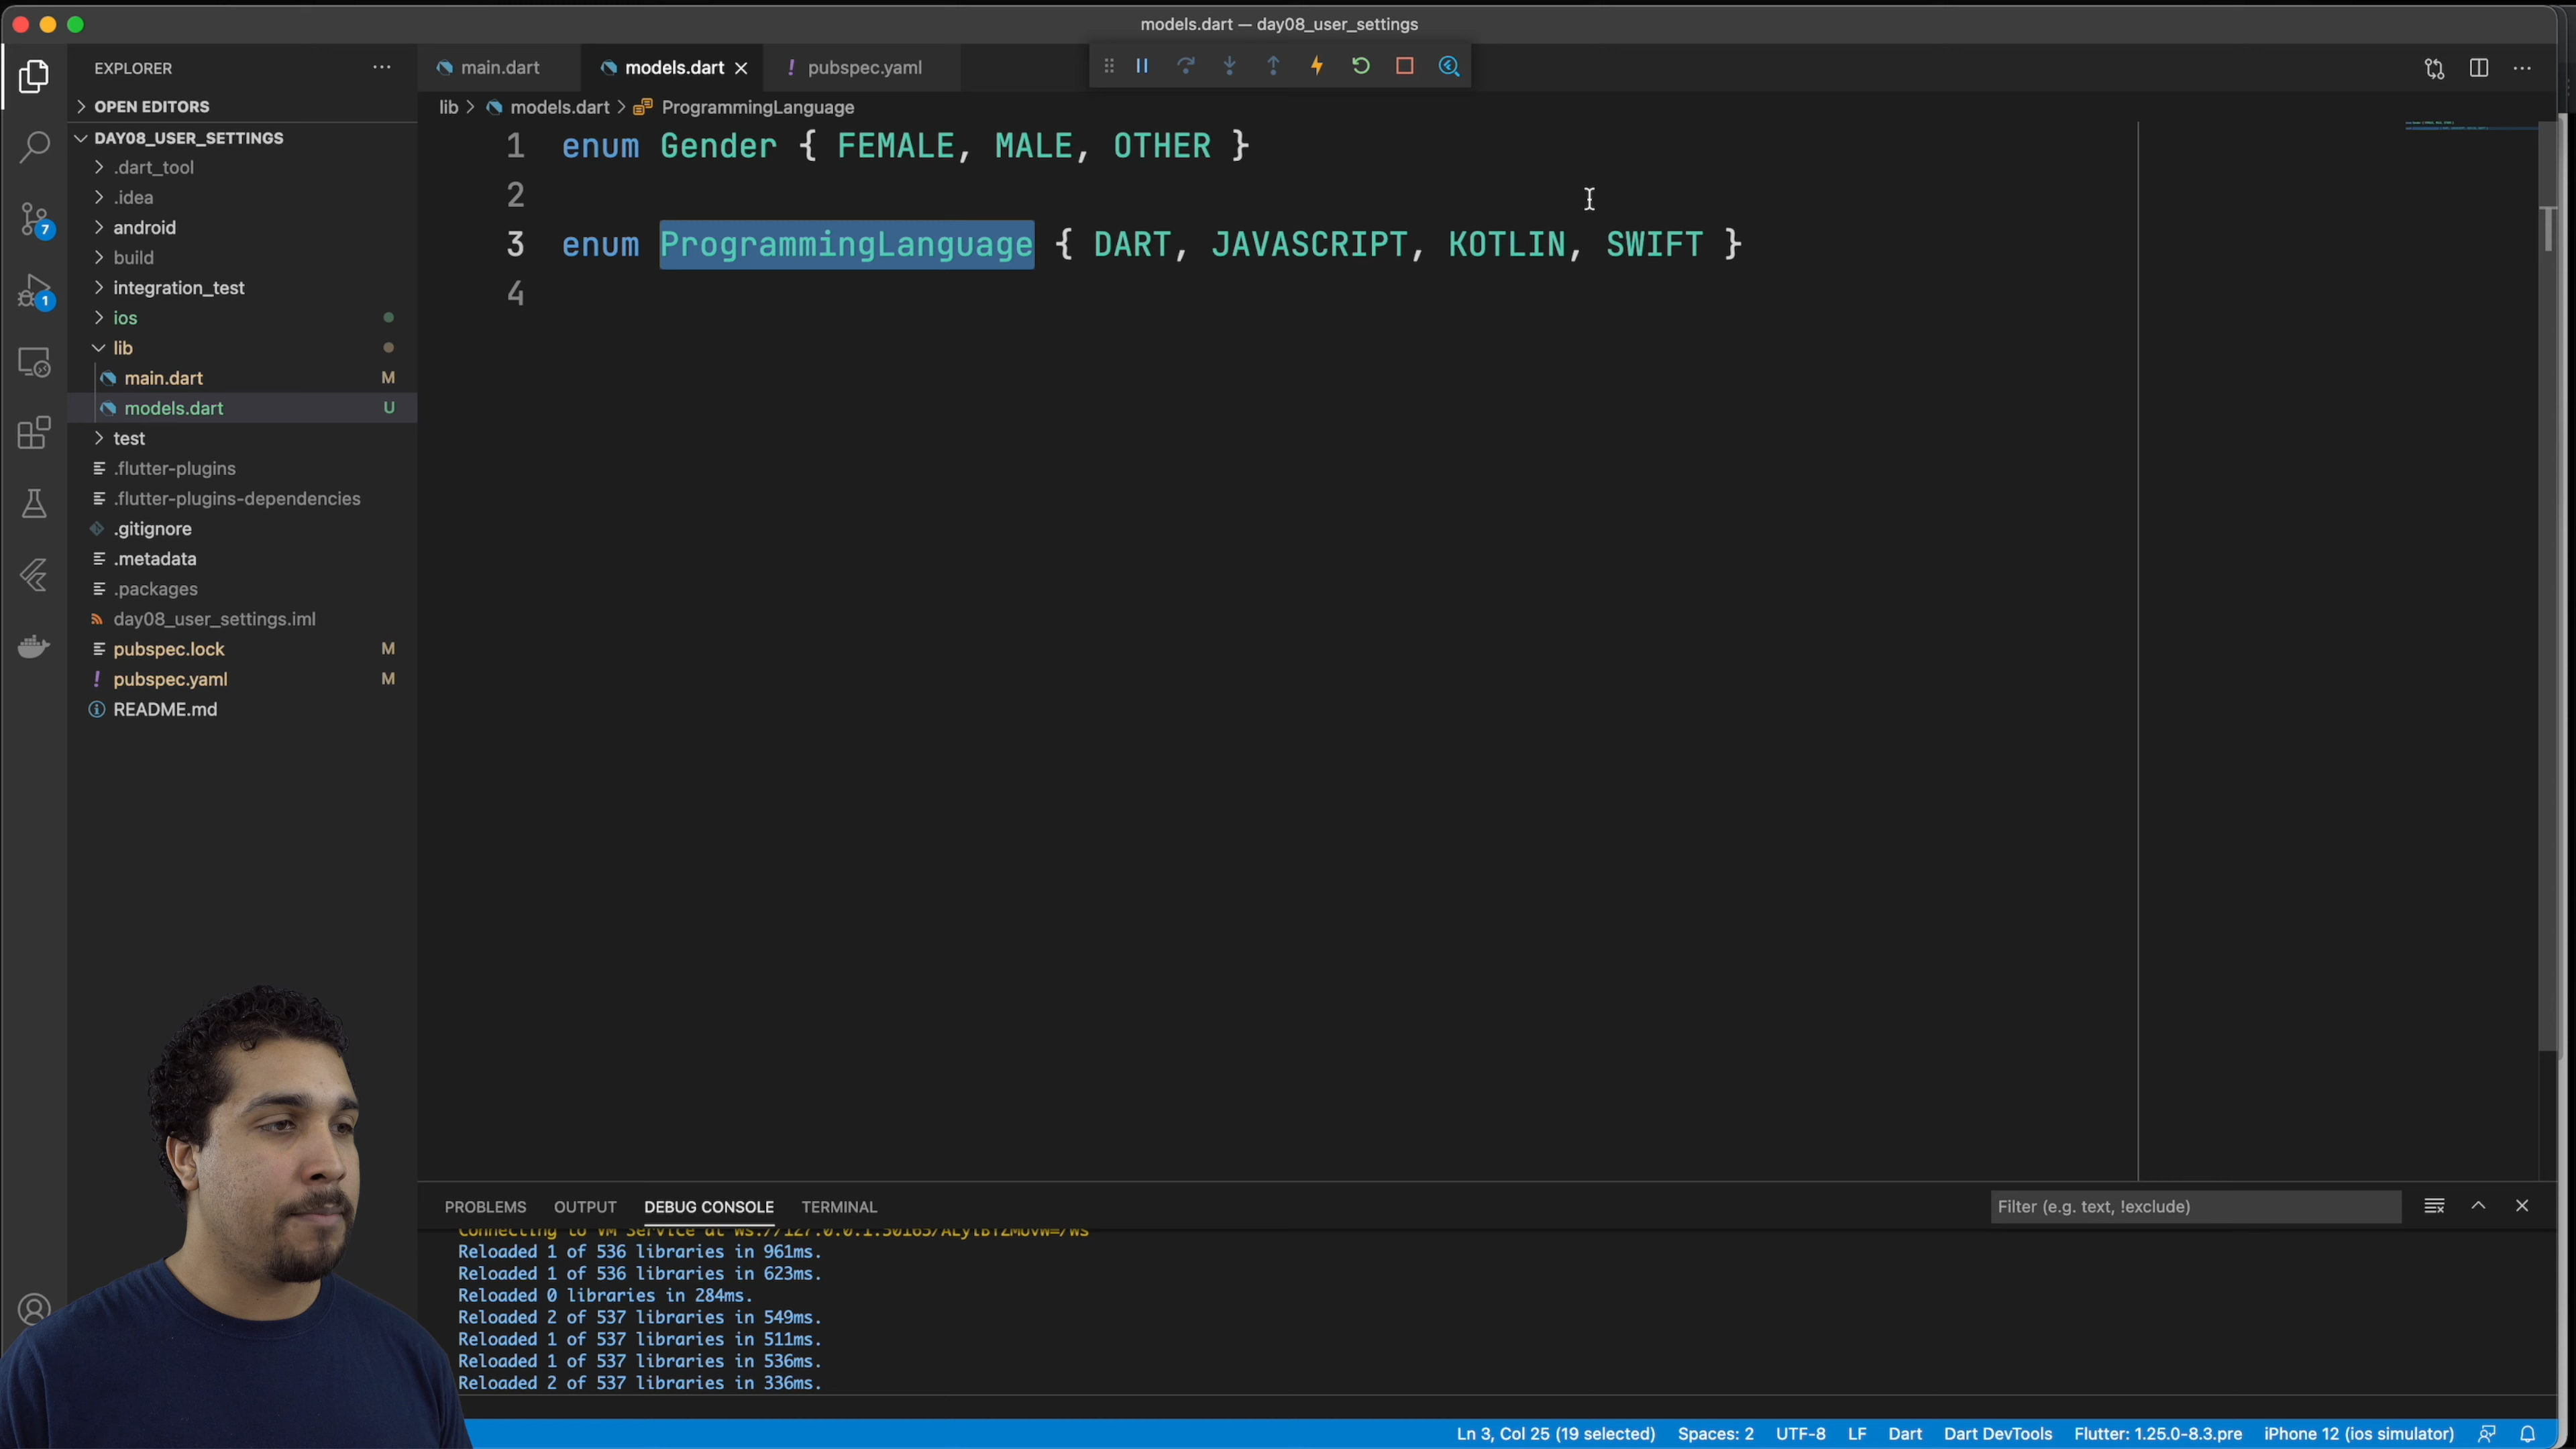 models.dart — day08_user_settings
EXPLORER
main.dart
models.dart
! pubspec.yaml
OPEN EDITORS
lib > models.dart > ProgrammingLanguage
DAY08_USER_SETTINGS
.dart_tool
.idea
android
build
integration_test
ios
lib
main.dart M
models.dart U
test
.flutter-plugins
.flutter-plugins-dependencies
.gitignore
.metadata
.packages
day08_user_settings.iml
pubspec.lock M
! pubspec.yaml M
README.md
7
1
1 enum Gender { FEMALE, MALE, OTHER }
2
3 enum ProgrammingLanguage { DART, JAVASCRIPT, KOTLIN, SWIFT }
4
PROBLEMS OUTPUT DEBUG CONSOLE TERMINAL
Filter (e.g. text, !exclude)
Connecting to VM Service at
Reloaded 1 of 536 libraries in 961ms.
Reloaded 1 of 536 libraries in 623ms.
Reloaded 0 libraries in 284ms.
Reloaded 2 of 537 libraries in 549ms.
Reloaded 1 of 537 libraries in 511ms.
Reloaded 1 of 537 libraries in 536ms.
Reloaded 2 of 537 libraries in 336ms.
Ln 3, Col 25 (19 selected) Spaces: 2 UTF-8 LF Dart Dart DevTools Flutter: 1.25.0-8.3.pre iPhone 12 (ios simulator)